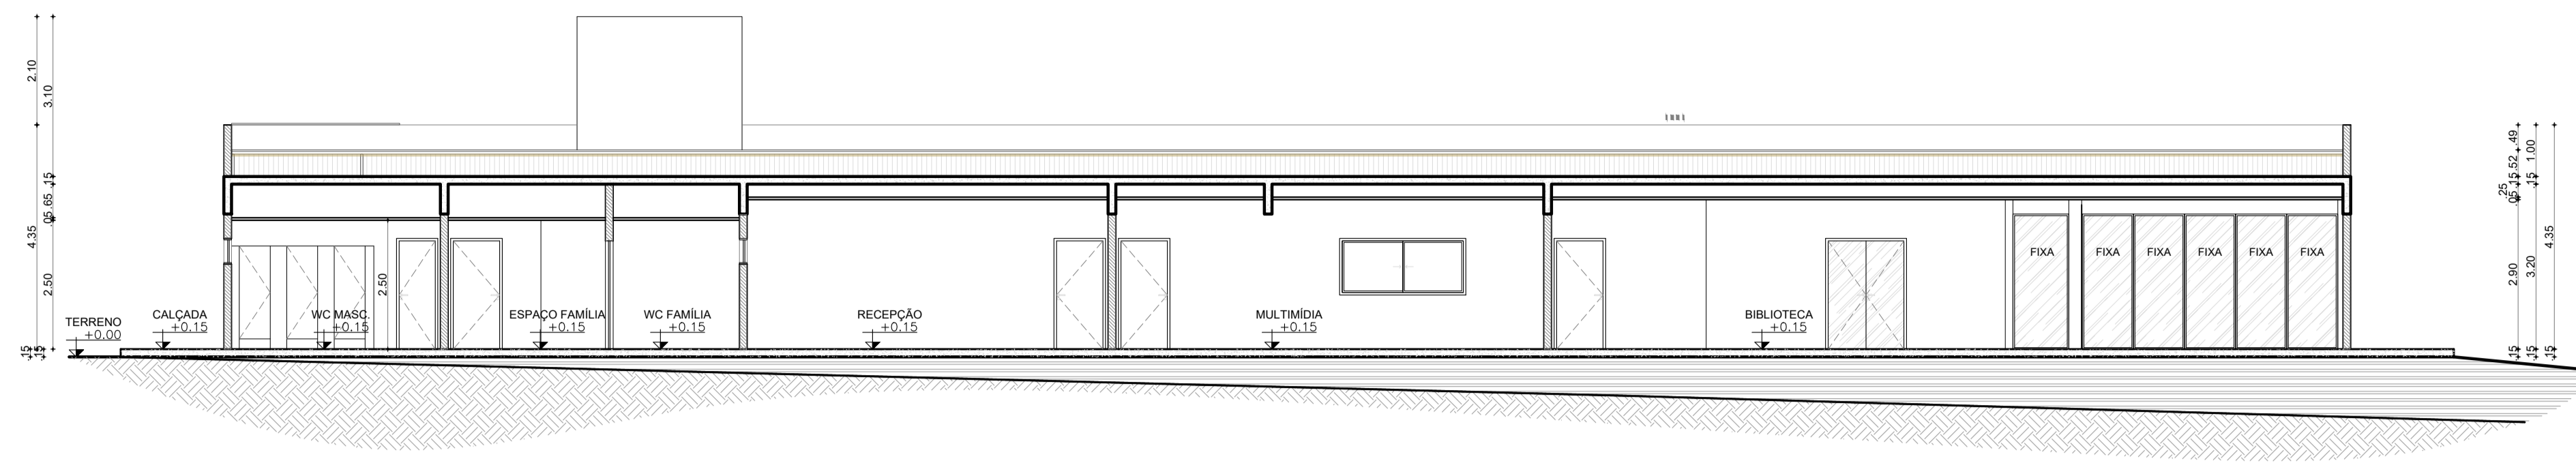 2.10
3.10
.15
.65
.05
4.35
2.50
.15
.15
TERRENO
+0.00
CALÇADA
+0.15
WC MASC.
+0.15
2.50
ESPAÇO FAMÍLIA
+0.15
WC FAMÍLIA
+0.15
RECEPÇÃO
+0.15
MULTIMÍDIA
+0.15
BIBLIOTECA
+0.15
FIXA
FIXA
FIXA
FIXA
FIXA
FIXA
.49
.52
1.00
.15
.15
.25
.05
4.35
2.90
3.20
.15
.15
.15